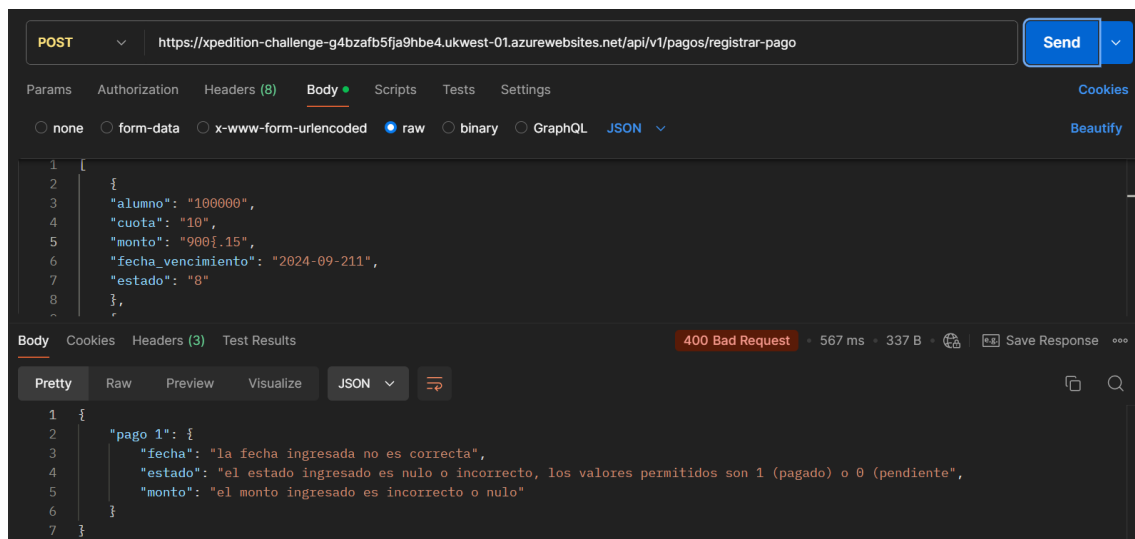 POST https://xpedition-challenge-g4bzafb5fja9hbe4.ukwest-01.azurewebsites.net/api/v1/pagos/registrar-pago Send
Params Authorization Headers (8) Body Scripts Tests Settings Cookies
none form-data x-www-form-urlencoded raw binary GraphQL JSON Beautify
1 [
2 {
3 "alumno": "100000",
4 "cuota": "10",
5 "monto": "900{.15",
6 "fecha_vencimiento": "2024-09-211",
7 "estado": "8"
8 },
Body Cookies Headers (3) Test Results 400 Bad Request 567 ms 337 B e.g. Save Response
Pretty Raw Preview Visualize JSON
1 {
2 "pago 1": {
3 "fecha": "la fecha ingresada no es correcta",
4 "estado": "el estado ingresado es nulo o incorrecto, los valores permitidos son 1 (pagado) o 0 (pendiente",
5 "monto": "el monto ingresado es incorrecto o nulo"
6 }
7 }